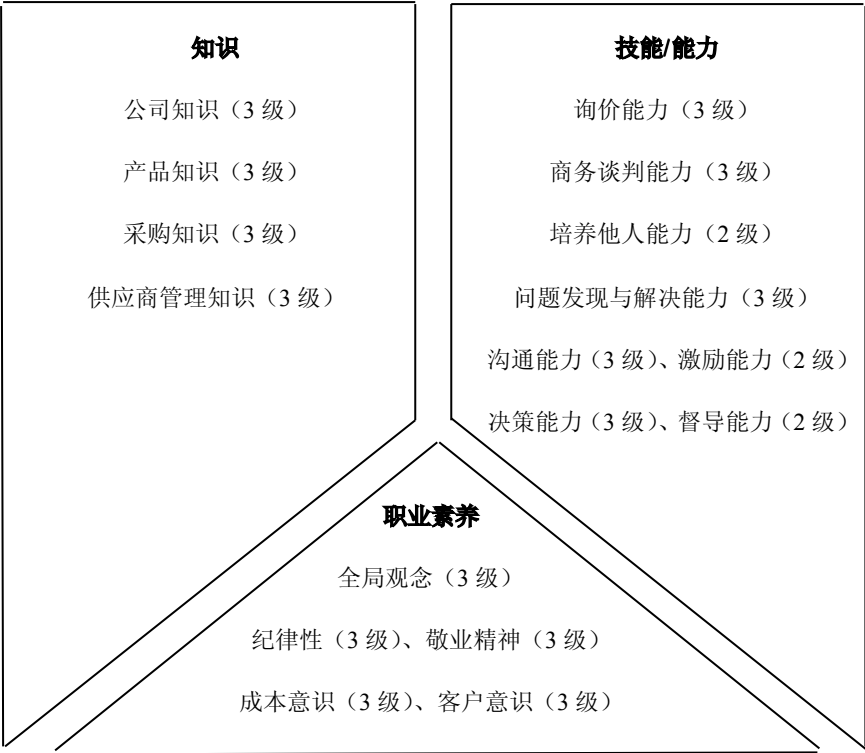 知识
公司知识（3 级）
产品知识（3 级）
采购知识（3 级）
供应商管理知识（3 级）
技能/能力
询价能力（3 级）
商务谈判能力（3 级）
培养他人能力（2 级）
问题发现与解决能力（3 级）
沟通能力（3 级）、激励能力（2 级）
决策能力（3 级）、督导能力（2 级）
职业素养
全局观念（3 级）
纪律性（3 级）、敬业精神（3 级）
成本意识（3 级）、客户意识（3 级）